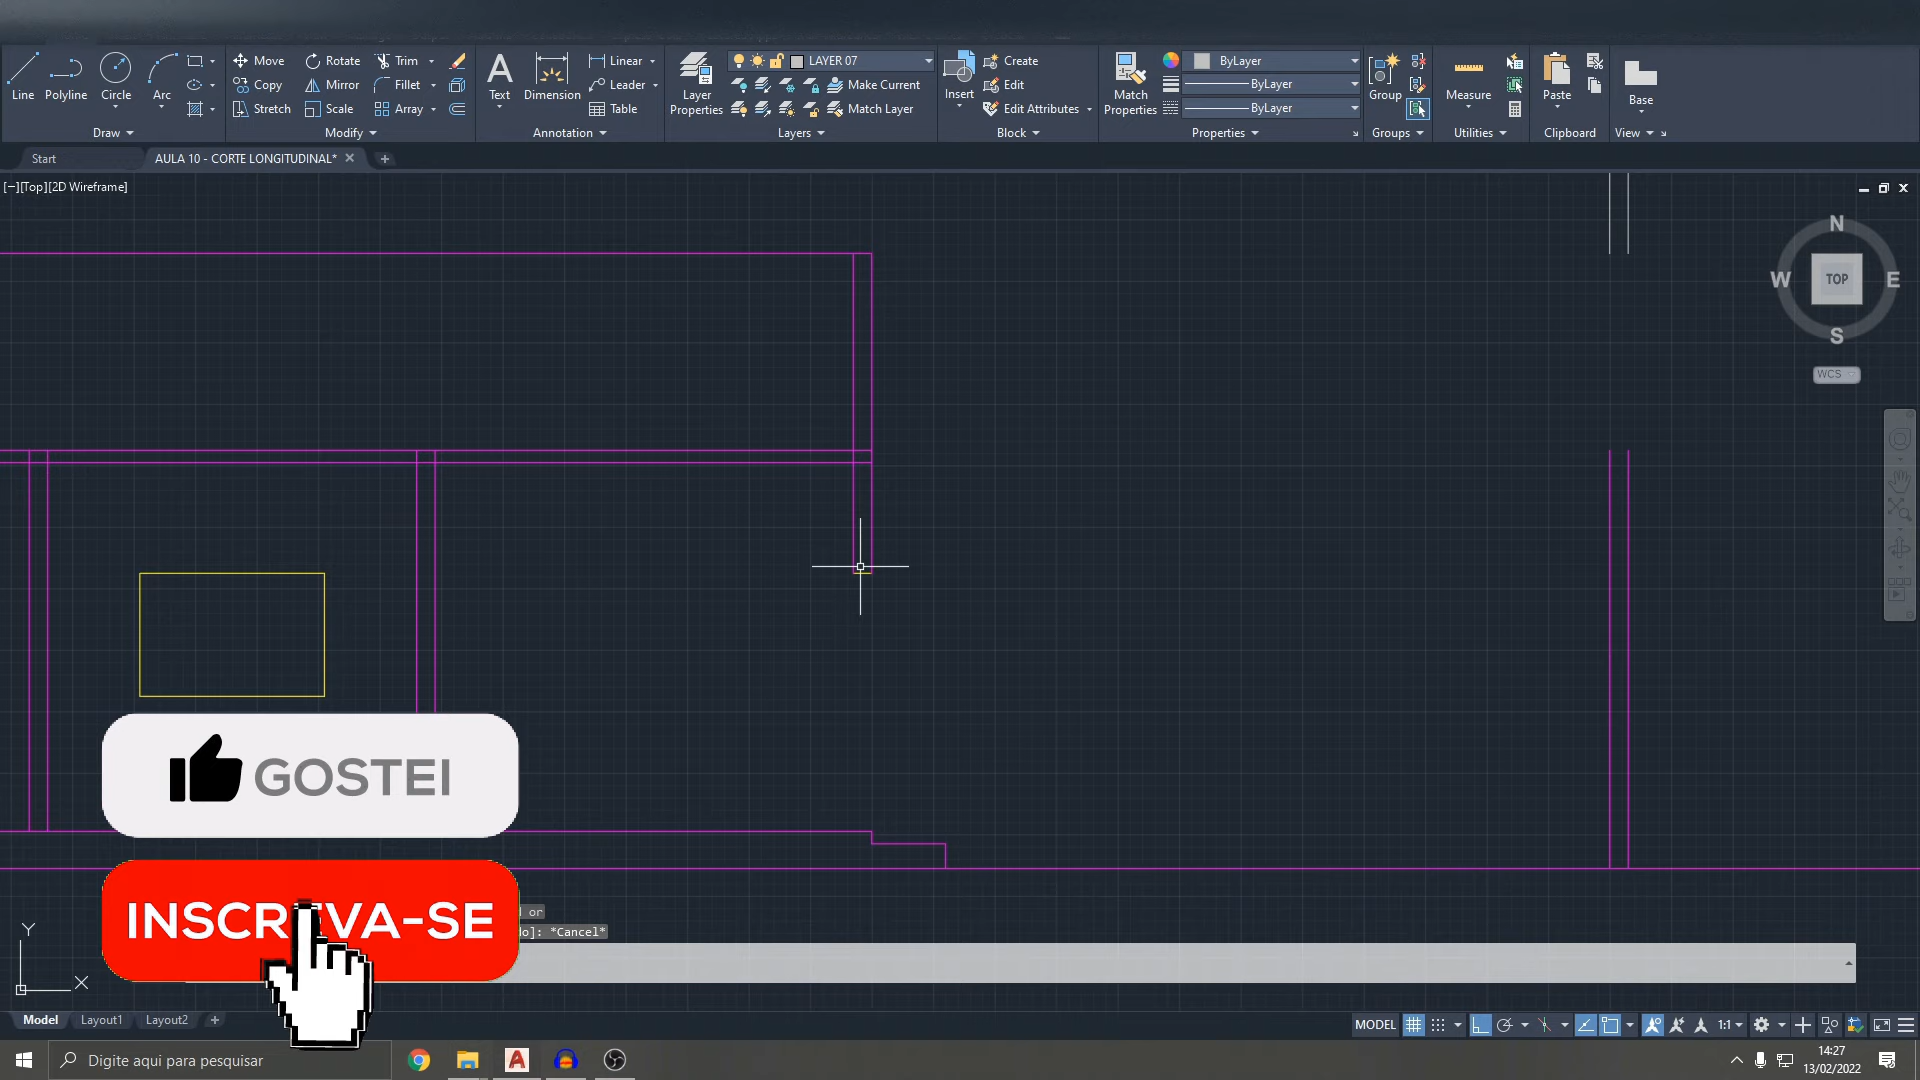 Line
Polyline
Circle
Arc
Move
Copy
Stretch
Rotate
Mirror
Scale
Trim
Fillet
Array
Text
Dimension
Linear
Leader
Table
Layer
Properties
LAYER 07
Make Current
Match Layer
Insert
Create
Edit
Edit Attributes
Match
Properties
ByLayer
ByLayer
ByLayer
Group
Measure
Paste
Base
Draw
Modify
Annotation
Layers
Block
Properties
Groups
Utilities
Clipboard
View
Start
AULA 10 - CORTE LONGITUDINAL*
[−][Top][2D Wireframe]
N
W
TOP
E
S
WCS
GOSTEI
INSCREVA-SE
or
do]: *Cancel*
Y
X
Model
Layout1
Layout2
MODEL
1:1
Digite aqui para pesquisar
14:27
13/02/2022